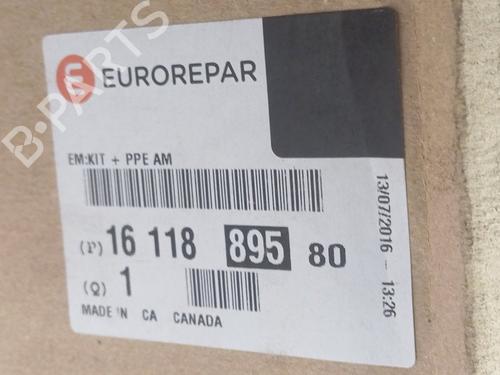 EUROREPAR
EM:KIT + PPE AM
(P) 16 118 895 80
(Q) 1
MADE IN CA CANADA
13/07/2016 - 13:26
B-PARTS